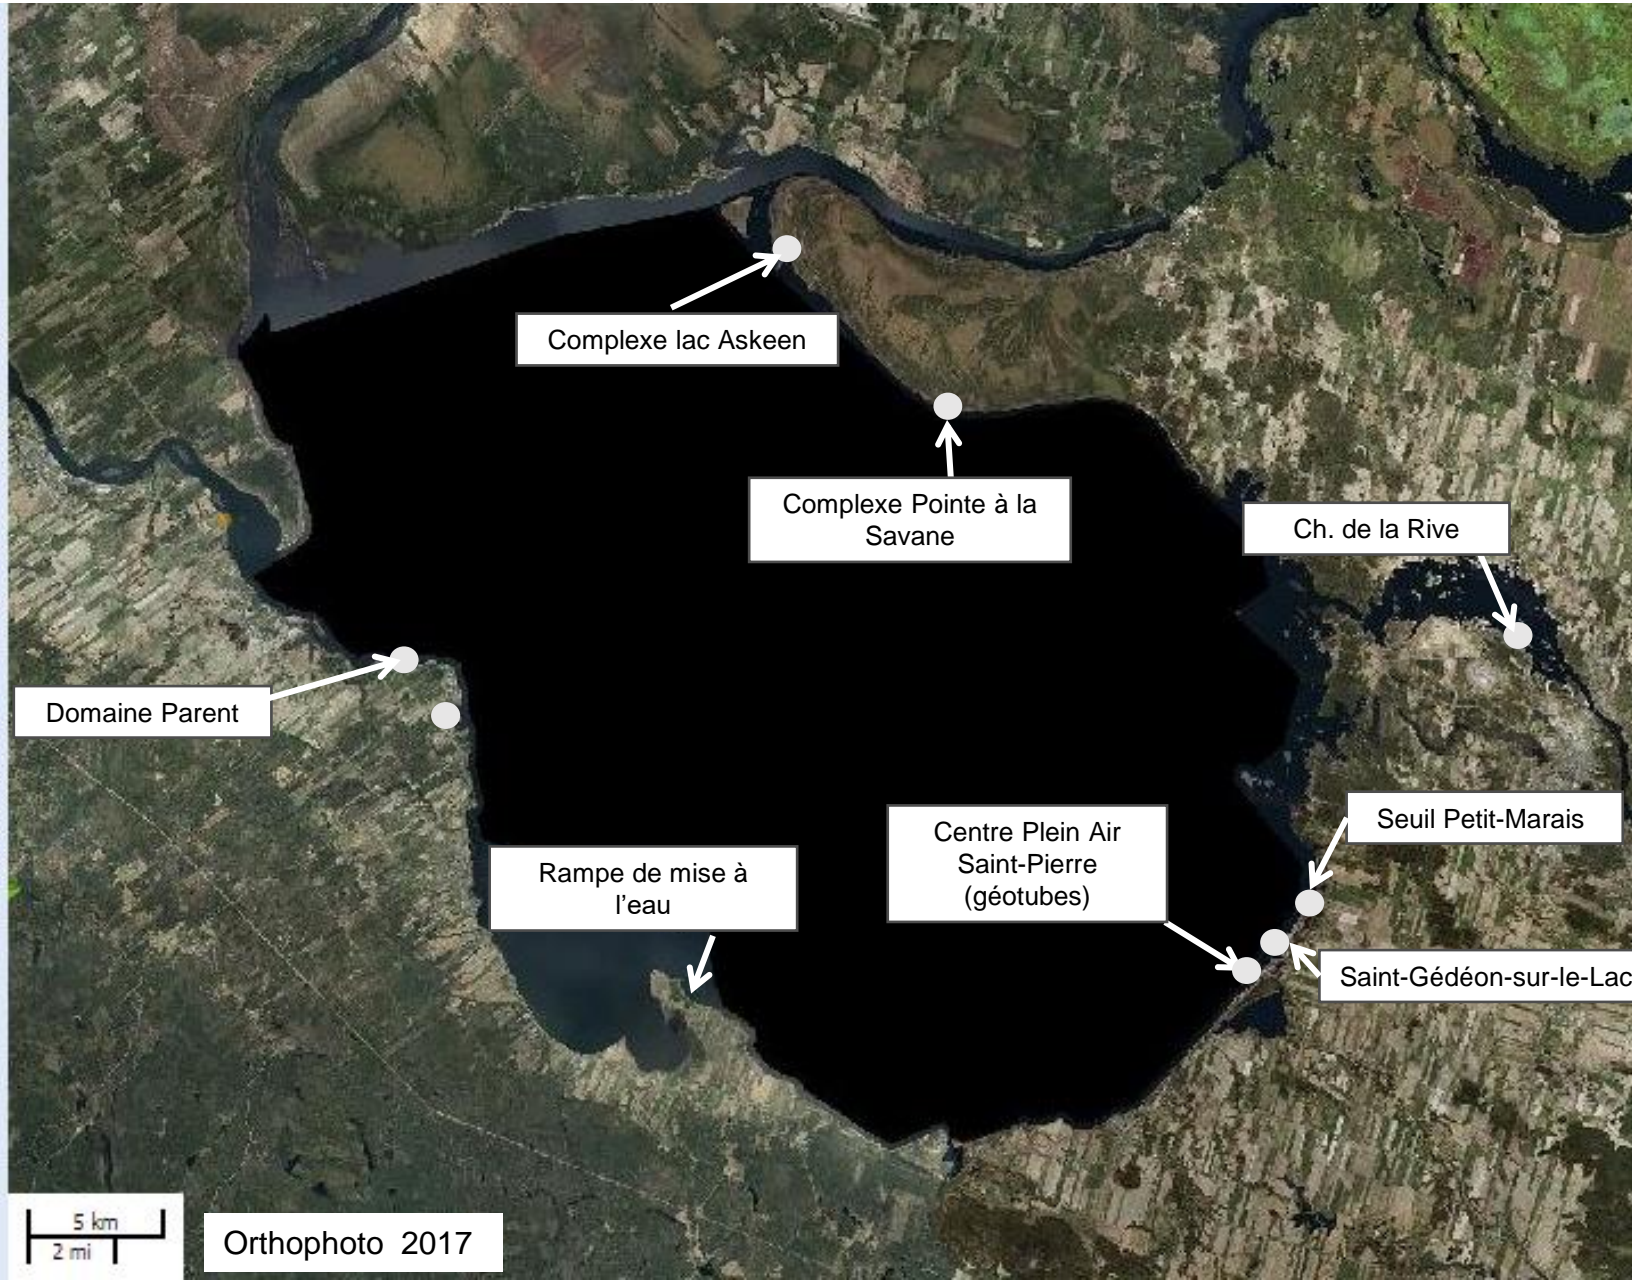 Complexe lac Askeen
Complexe Pointe à la
Savane
Ch. de la Rive
Domaine Parent
Seuil Petit-Marais
Centre Plein Air
Saint-Pierre
(géotubes)
Rampe de mise à
l'eau
Saint-Gédéon-sur-le-Lac
5 km
2 mi
Orthophoto 2017